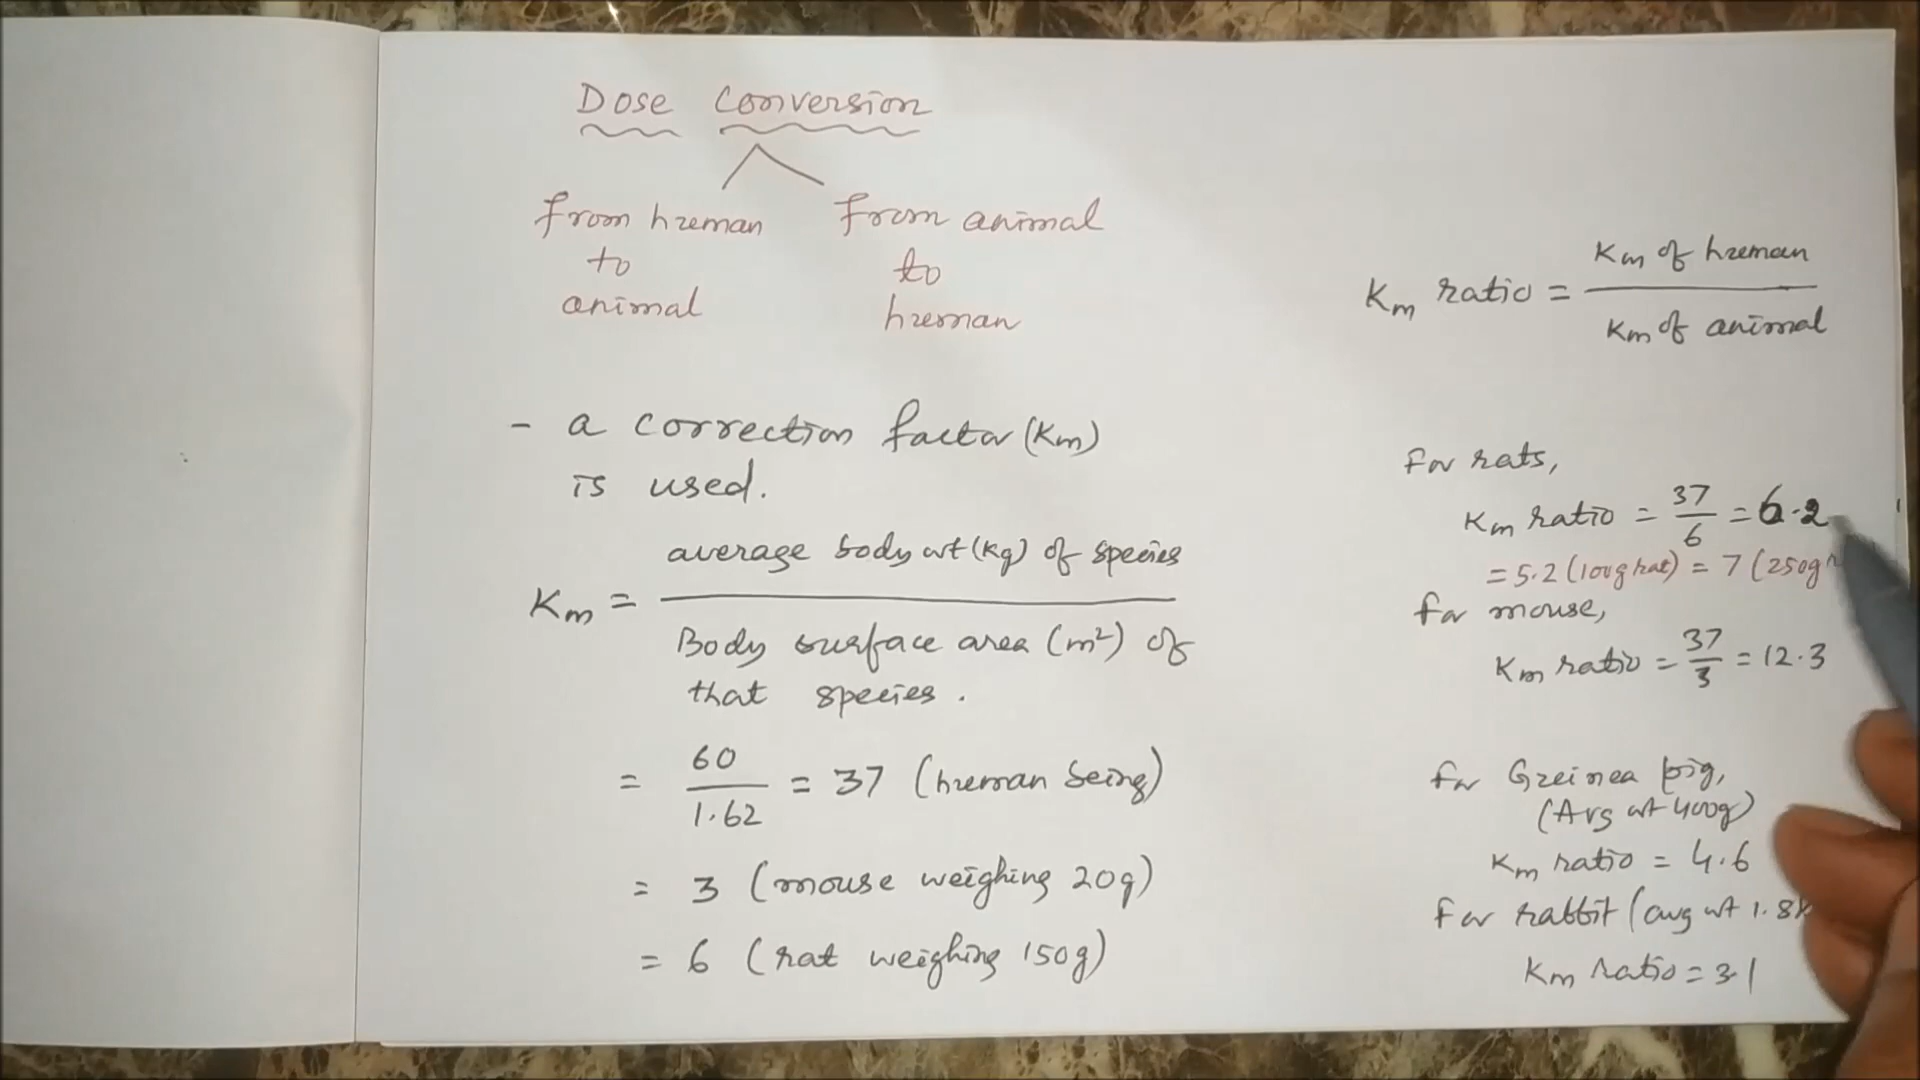 Dose Conversion
from human From animal
to to
animal human
- a correction factor (Km)
is used.
Km = average body wt (kg) of species
Body surface area (m²) of
that species.
= 60 / 1.62 = 37 (human being)
= 3 (mouse weighing 20g)
= 6 (rat weighing 150g)
Km ratio = Km of human
Km of animal
For rats,
Km ratio = 37 / 6 = 6.2
= 5.2 (100g rat) = 7 (250g
for mouse,
Km ratio = 37 / 3 = 12.3
for Guinea pig,
(Avg wt 400g)
Km ratio = 4.6
For rabbit (avg wt 1.8
Km ratio = 3.1